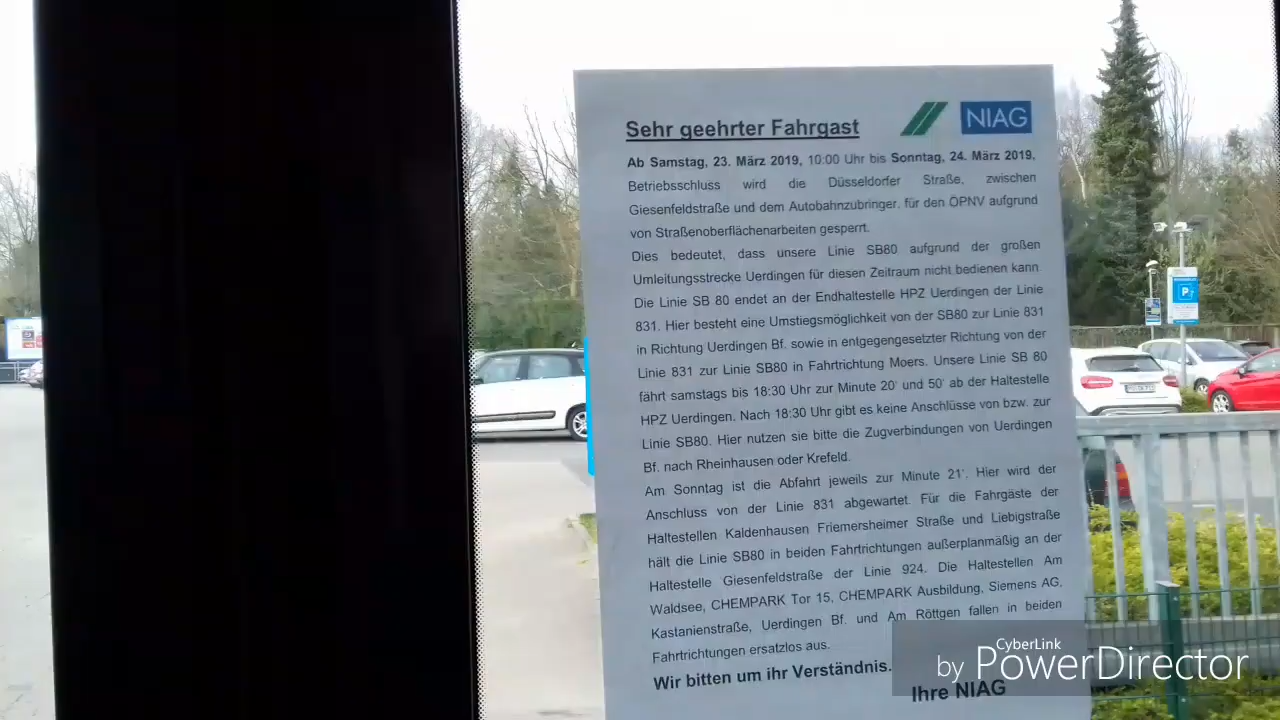 NIAG
Sehr geehrter Fahrgast
Ab Samstag, 23. März 2019, 10:00 Uhr bis Sonntag, 24. März 2019,
Betriebsschluss wird die Düsseldorfer Straße, zwischen
Giesenfeldstraße und dem Autobahnzubringer. für den ÖPNV aufgrund
von Straßenoberflächenarbeiten gesperrt.
Dies bedeutet, dass unsere Linie SB80 aufgrund der großen
Umleitungsstrecke Uerdingen für diesen Zeitraum nicht bedienen kann
Die Linie SB 80 endet an der Endhaltestelle HPZ Uerdingen der Linie
831. Hier besteht eine Umstiegsmöglichkeit von der SB80 zur Linie 831
in Richtung Uerdingen Bf. sowie in entgegengesetzter Richtung von der
Linie 831 zur Linie SB80 in Fahrtrichtung Moers. Unsere Linie SB 80
fährt samstags bis 18:30 Uhr zur Minute 20' und 50' ab der Haltestelle
HPZ Uerdingen. Nach 18:30 Uhr gibt es keine Anschlüsse von bzw. zur
Linie SB80. Hier nutzen sie bitte die Zugverbindungen von Uerdingen
Bf. nach Rheinhausen oder Krefeld.
Am Sonntag ist die Abfahrt jeweils zur Minute 21'. Hier wird der
Anschluss von der Linie 831 abgewartet. Für die Fahrgäste der
Haltestellen Kaldenhausen Friemersheimer Straße und Liebigstraße
hält die Linie SB80 in beiden Fahrtrichtungen außerplanmäßig an der
Haltestelle Giesenfeldstraße der Linie 924. Die Haltestellen Am
Waldsee, CHEMPARK Tor 15, CHEMPARK Ausbildung, Siemens AG,
Kastanienstraße, Uerdingen Bf. und Am Röttgen fallen in beiden
Fahrtrichtungen ersatzlos aus.
Wir bitten um ihr Verständnis.
Ihre NIAG
P
CyberLink
by PowerDirector